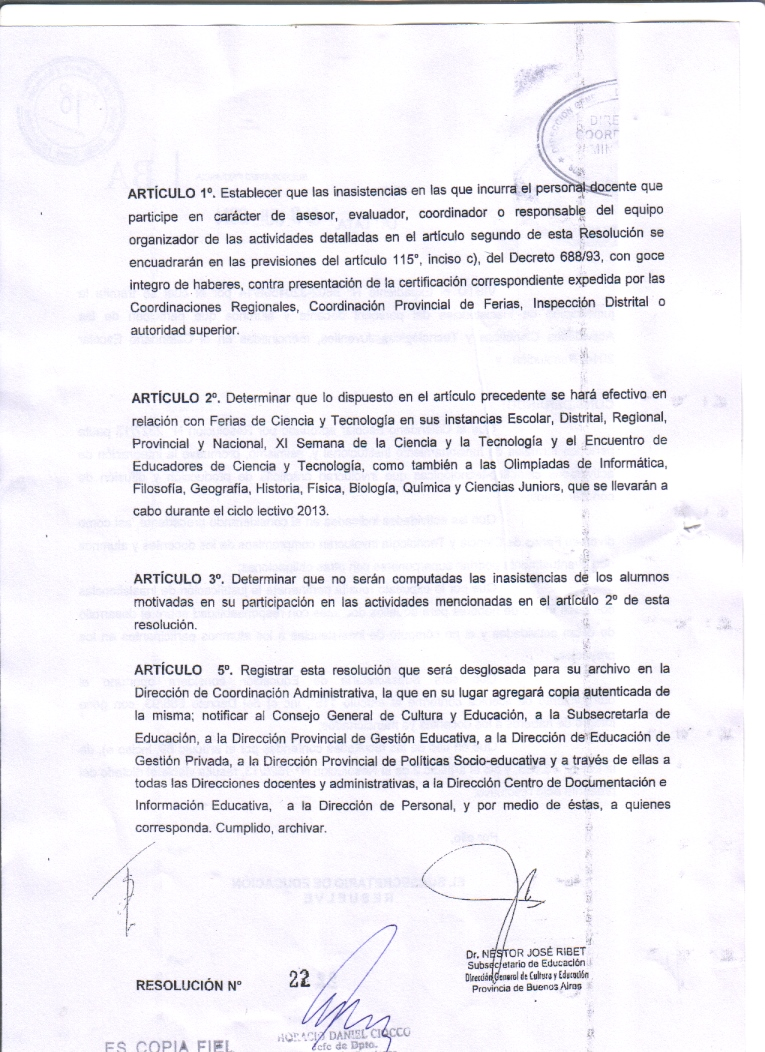 DIRECCIÓN GENE
DIRE
COOR
ARTÍCULO 1º. Establecer que las inasistencias en las que incurra el personal docente que
participe en carácter de asesor, evaluador, coordinador o responsable del equipo
organizador de las actividades detalladas en el artículo segundo de esta Resolución se
encuadrarán en las previsiones del artículo 115°, inciso c), del Decreto 688/93, con goce
integro de haberes, contra presentación de la certificación correspondiente expedida por las
Coordinaciones Regionales, Coordinación Provincial de Ferias, Inspección Distrital o
autoridad superior.
ARTÍCULO 2º. Determinar que lo dispuesto en el artículo precedente se hará efectivo en
relación con Ferias de Ciencia y Tecnología en sus instancias Escolar, Distrital, Regional,
Provincial y Nacional, XI Semana de la Ciencia y la Tecnología y el Encuentro de
Educadores de Ciencia y Tecnología, como también a las Olimpiadas de Informática,
Filosofía, Geografía, Historia, Física, Biología, Química y Ciencias Juniors, que se llevarán a
cabo durante el ciclo lectivo 2013.
ARTÍCULO 3º. Determinar que no serán computadas las inasistencias de los alumnos
motivadas en su participación en las actividades mencionadas en el artículo 2º de esta
resolución.
ARTÍCULO 5º. Registrar esta resolución que será desglosada para su archivo en la
Dirección de Coordinación Administrativa, la que en su lugar agregará copia autenticada de
la misma; notificar al Consejo General de Cultura y Educación, a la Subsecretaría de
Educación, a la Dirección Provincial de Gestión Educativa, a la Dirección de Educación de
Gestión Privada, a la Dirección Provincial de Políticas Socio-educativa y a través de ellas a
todas las Direcciones docentes y administrativas, a la Dirección Centro de Documentación e
Información Educativa, a la Dirección de Personal, y por medio de éstas, a quienes
corresponda. Cumplido, archivar.
Dr. NÉSTOR JOSÉ RIBET
Subsecretario de Educación
Dirección General de Cultura y Educación
Provincia de Buenos Aires
RESOLUCIÓN N° 22
HORACIO DANIEL CIOCCO
Jefe de Dpto.
ES COPIA FIEL